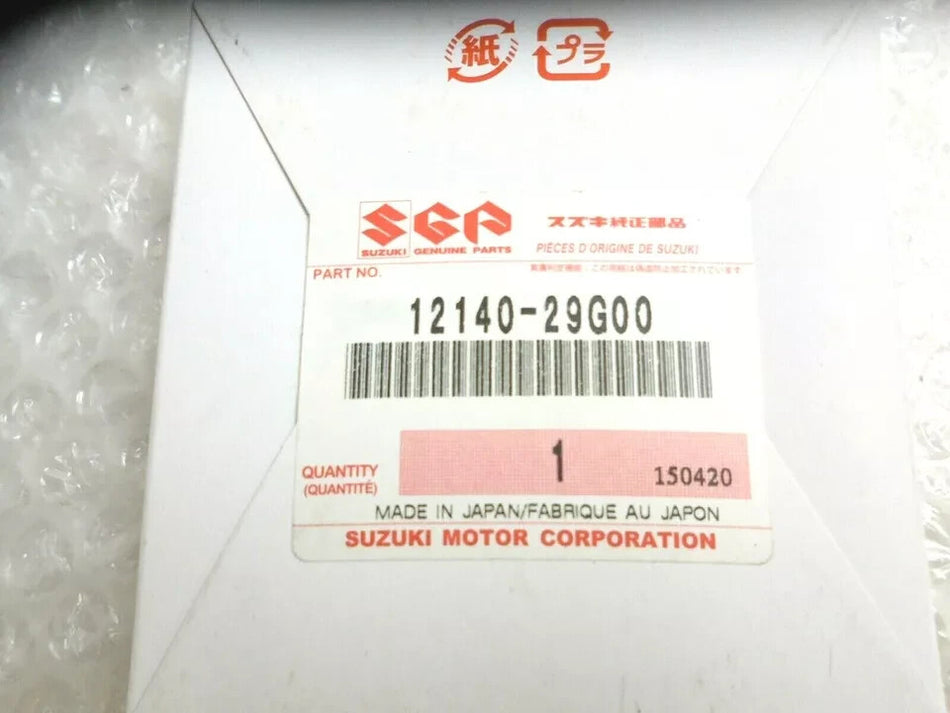 紙 プラ
SGP スズキ純正部品
SUZUKI GENUINE PARTS PIÈCES D'ORIGINE DE SUZUKI
PART NO.
12140-29G00
QUANTITY 1 150420
(QUANTITÉ)
MADE IN JAPAN/FABRIQUE AU JAPON
SUZUKI MOTOR CORPORATION